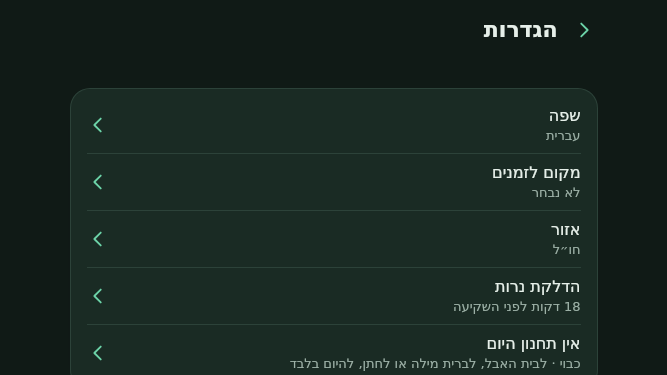 הגדרות
שפה
עברית
מקום לזמנים
לא נבחר
אזור
חו״ל
הדלקת נרות
18 דקות לפני השקיעה
אין תחנון היום
כבוי · לבית האבל, לברית מילה או לחתן, להיום בלבד